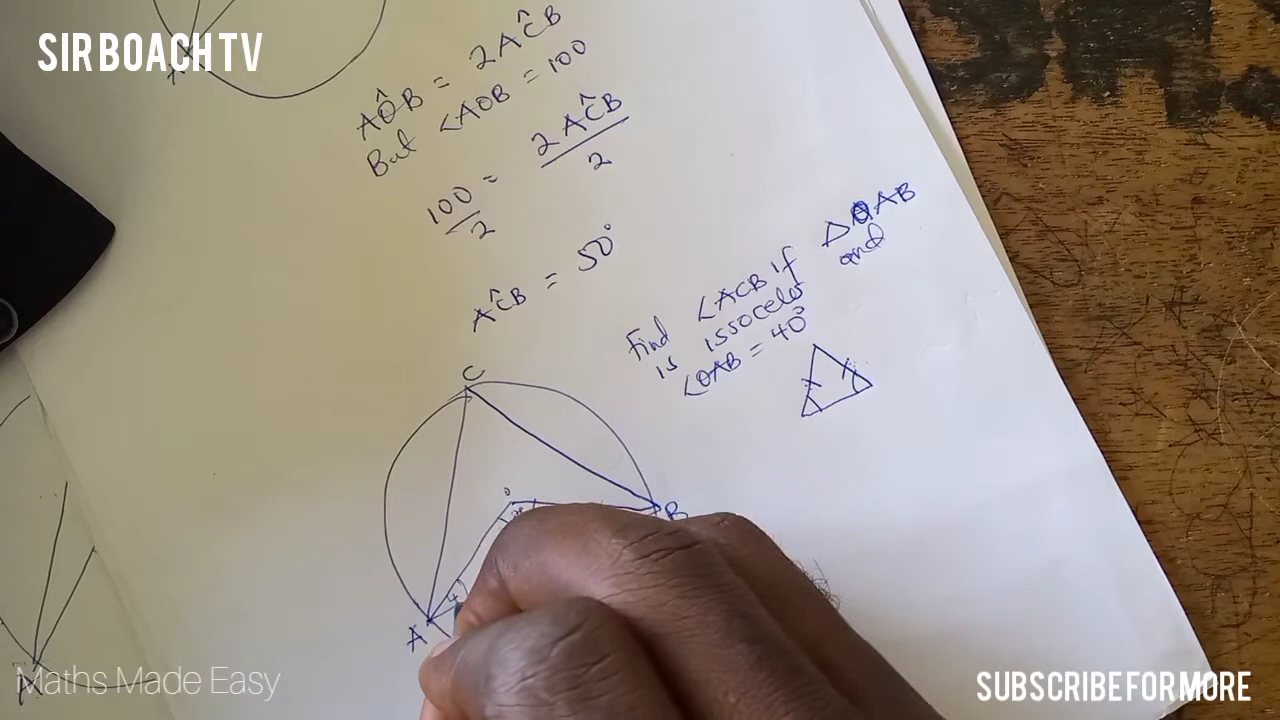 SIR BOACH TV
A
AÔB = 2AĈB
But <AOB = 100
100/2 = 2AĈB/2
AĈB = 50°
Find <ACB if ΔOAB
is issoceles and
<OAB = 40°
C
O
B
A
Maths Made Easy
SUBSCRIBE FOR MORE